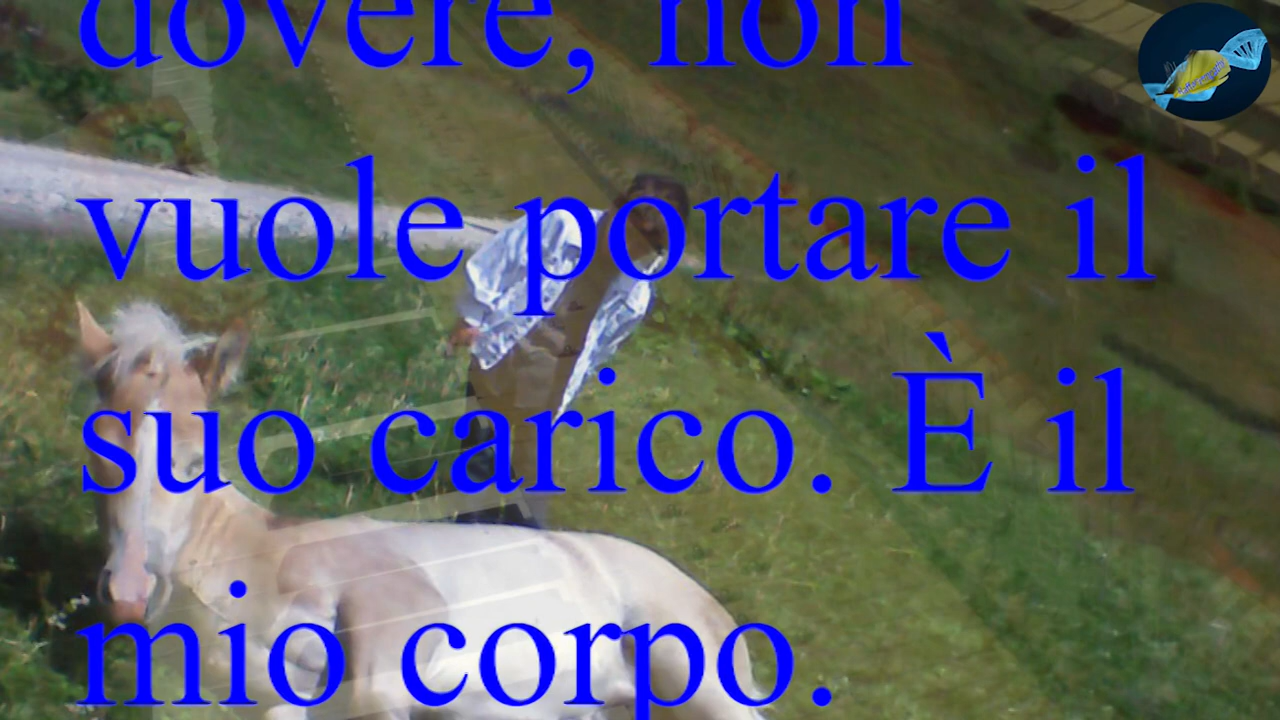 dovere, non
vuole portare il
suo carico. È il
mio corpo.